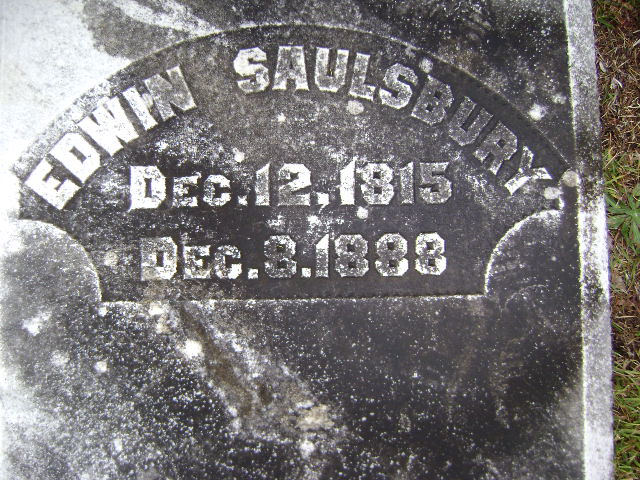 EDWIN SAULSBURY.
DEC. 12, 1815
DEC. 8. 1888